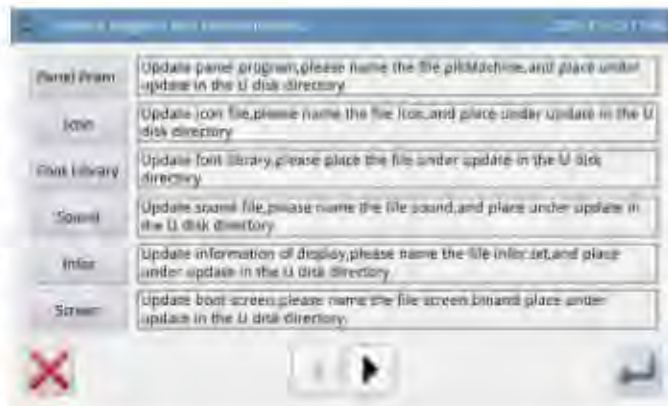 Update panel program,please name the file and place under
update in the U disk directory
Icon
Update icon file,please name the file icon,and place under update in the U
disk directory
Font Library
Update font library,please place the file under update in the U disk
directory
Sound
Update sound file,please name the file sound,and place under update in
the U disk directory
Infor
Update information of display,please name the file infor.txt,and place
under update in the U disk directory
Screen
Update boot screen,please name the file screen place under
update in the U disk directory.